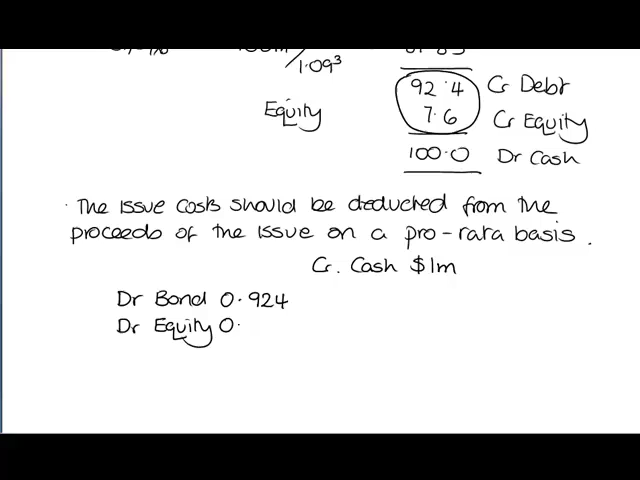 100m/
1.09³
92.4 Cr Debt
Equity 7.6 Cr Equity
100.0 Dr Cash
The issue costs should be deducted from the
proceeds of the issue on a pro-rata basis.
Cr. Cash $1m
Dr Bond 0.924
Dr Equity 0.